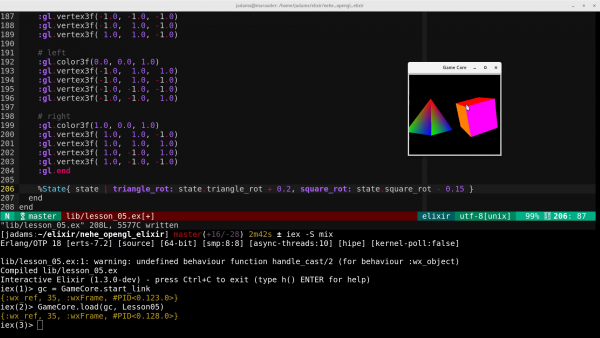 jadams@murauder:/home/jadams/elixir/nehe_opengl_elixir
187 :gl.vertex3f(-1.0, -1.0, -1.0)
188 :gl.vertex3f(-1.0, 1.0, -1.0)
189 :gl.vertex3f( 1.0, 1.0, -1.0)
190 :gl.vertex3f( 1.0, -1.0, -1.0)
191
192 # left
193 :gl.color3f(0.0, 0.0, 1.0)
194 :gl.vertex3f(-1.0, 1.0, 1.0)
195 :gl.vertex3f(-1.0, 1.0, -1.0)
196 :gl.vertex3f(-1.0, -1.0, -1.0)
197 :gl.vertex3f(-1.0, -1.0, 1.0)
198
199 # right
200 :gl.color3f(1.0, 0.0, 1.0)
201 :gl.vertex3f( 1.0, 1.0, -1.0)
202 :gl.vertex3f( 1.0, 1.0, 1.0)
203 :gl.vertex3f( 1.0, -1.0, 1.0)
204 :gl.vertex3f( 1.0, -1.0, -1.0)
204 :gl.end
205
206 %State{ state | triangle_rot: state.triangle_rot + 0.2, square_rot: state.square_rot - 0.15 }
207 end
208 end
Game Core
N master lib/lesson_05.ex[+] elixir utf-8[unix] 99% 206: 87
"lib/lesson_05.ex" 208L, 5577C written
[jadams:~/elixir/nehe_opengl_elixir] master(+16/-28) 2m42s ± iex -S mix
Erlang/OTP 18 [erts-7.2] [source] [64-bit] [smp:8:8] [async-threads:10] [hipe] [kernel-poll:false]
lib/lesson_05.ex:1: warning: undefined behaviour function handle_cast/2 (for behaviour :wx_object)
Compiled lib/lesson_05.ex
Interactive Elixir (1.3.0-dev) - press Ctrl+C to exit (type h() ENTER for help)
iex(1)> gc = GameCore.start_link
{:wx_ref, 35, :wxFrame, #PID<0.123.0>}
iex(2)> GameCore.load(gc, Lesson05)
{:wx_ref, 35, :wxFrame, #PID<0.128.0>}
iex(3)>